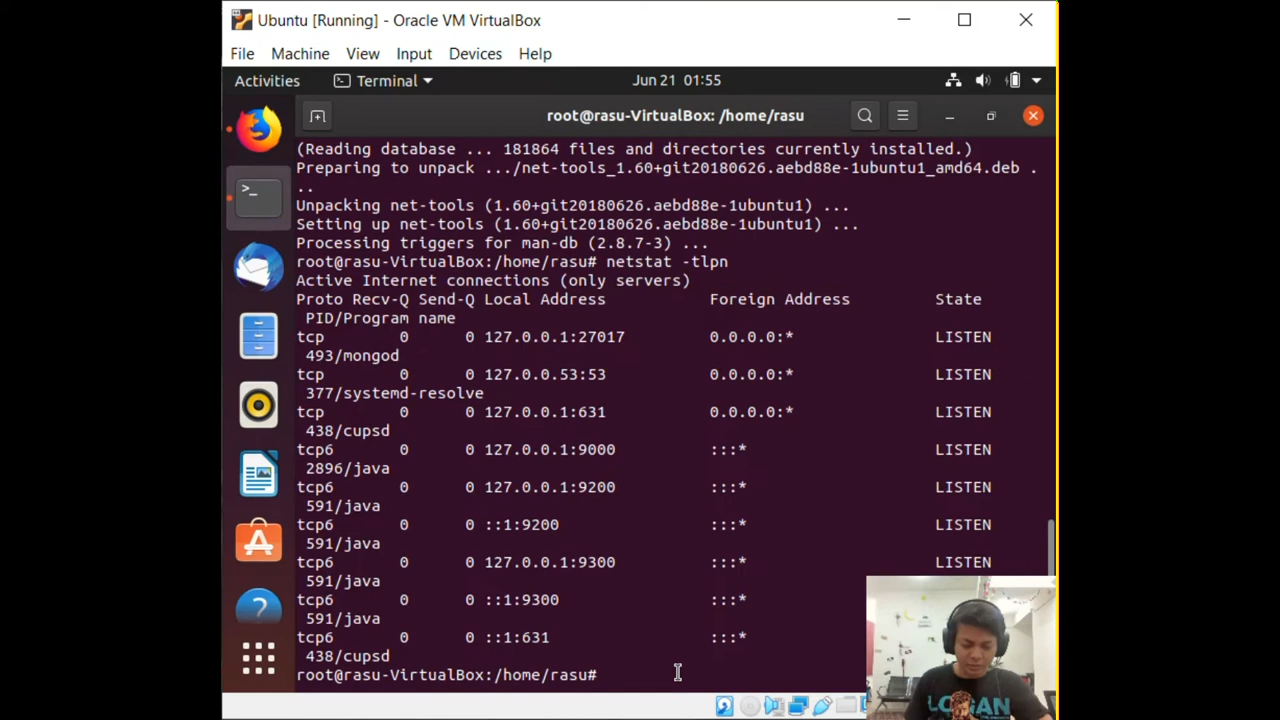 Ubuntu [Running] - Oracle VM VirtualBox
File Machine View Input Devices Help
Activities Terminal Jun 21 01:55
root@rasu-VirtualBox: /home/rasu
(Reading database ... 181864 files and directories currently installed.)
Preparing to unpack .../net-tools_1.60+git20180626.aebd88e-1ubuntu1_amd64.deb .
..
Unpacking net-tools (1.60+git20180626.aebd88e-1ubuntu1) ...
Setting up net-tools (1.60+git20180626.aebd88e-1ubuntu1) ...
Processing triggers for man-db (2.8.7-3) ...
root@rasu-VirtualBox:/home/rasu# netstat -tlpn
Active Internet connections (only servers)
Proto Recv-Q Send-Q Local Address Foreign Address State
PID/Program name
tcp 0 0 127.0.0.1:27017 0.0.0.0:* LISTEN
493/mongod
tcp 0 0 127.0.0.53:53 0.0.0.0:* LISTEN
377/systemd-resolve
tcp 0 0 127.0.0.1:631 0.0.0.0:* LISTEN
438/cupsd
tcp6 0 0 127.0.0.1:9000 :::* LISTEN
2896/java
tcp6 0 0 127.0.0.1:9200 :::* LISTEN
591/java
tcp6 0 0 ::1:9200 :::* LISTEN
591/java
tcp6 0 0 127.0.0.1:9300 :::* LISTEN
591/java
tcp6 0 0 ::1:9300 :::*
591/java
tcp6 0 0 ::1:631 :::*
438/cupsd
root@rasu-VirtualBox:/home/rasu#
LOGAN